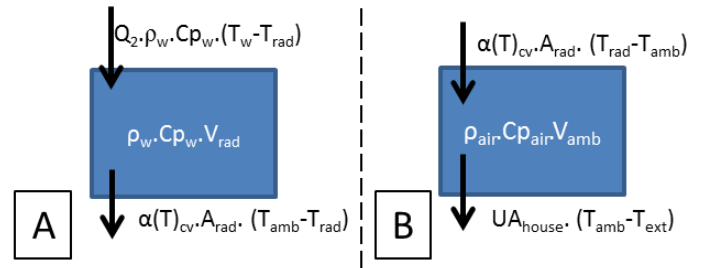 Q₂.ρw.Cpw.(Tw-Trad)
ρw.Cpw.Vrad
α(T)cv.Arad. (Tamb-Trad)
A
α(T)cv.Arad. (Trad-Tamb)
ρair.Cpair.Vamb
UAhouse. (Tamb-Text)
B